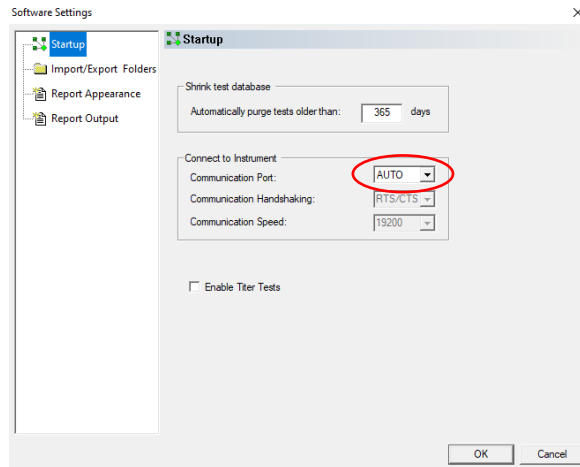 Software Settings
Startup
Import/Export Folders
Report Appearance
Report Output
Startup
Shrink test database
Automatically purge tests older than: 365 days
Connect to Instrument
Communication Port: AUTO
Communication Handshaking: RTS/CTS
Communication Speed: 19200
Enable Titer Tests
OK Cancel